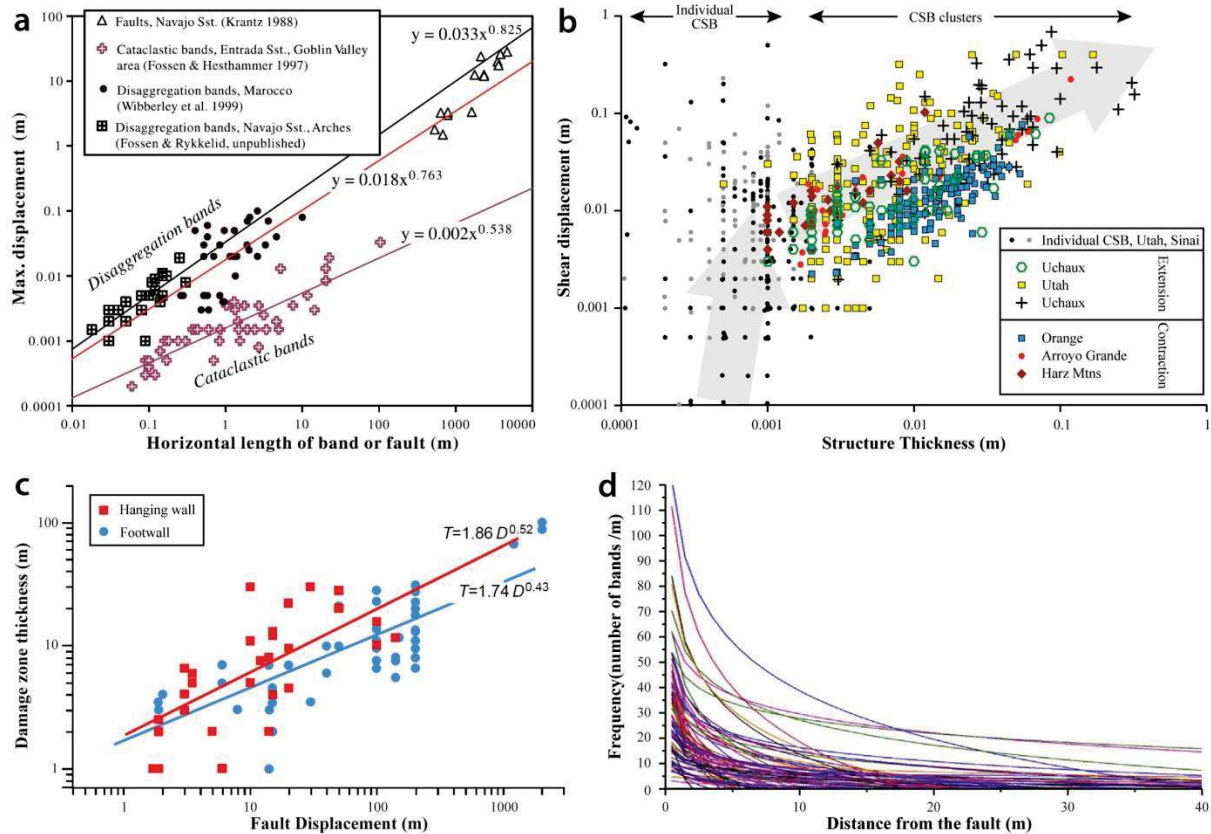 a
Max. displacement (m)
100
10
1
0.1
0.01
0.001
0.0001
0.01
0.1
1
10
100
1000
10000
Horizontal length of band or fault (m)
Faults, Navajo Sst. (Krantz 1988)
Cataclastic bands, Entrada Sst., Goblin Valley
area (Fossen & Hesthammer 1997)
Disaggregation bands, Marocco
(Wibberley et al. 1999)
Disaggregation bands, Navajo Sst., Arches
(Fossen & Rykkelid, unpublished)
y = 0.033x^0.825
y = 0.018x^0.763
y = 0.002x^0.538
Disaggregation bands
Cataclastic bands
b
Individual
CSB
CSB clusters
Shear displacement (m)
1
0.1
0.01
0.001
0.0001
0.0001
0.001
0.01
0.1
1
Structure Thickness (m)
Individual CSB, Utah, Sinai
Uchaux
Utah
Uchaux
Extension
Orange
Arroyo Grande
Harz Mtns
Contraction
c
Damage zone thickness (m)
100
10
1
1
10
100
1000
Fault Displacement (m)
Hanging wall
Footwall
T=1.86 D^0.52
T=1.74 D^0.43
d
Frequency(number of bands /m)
120
110
100
90
80
70
60
50
40
30
20
10
0
0
10
20
30
40
Distance from the fault (m)